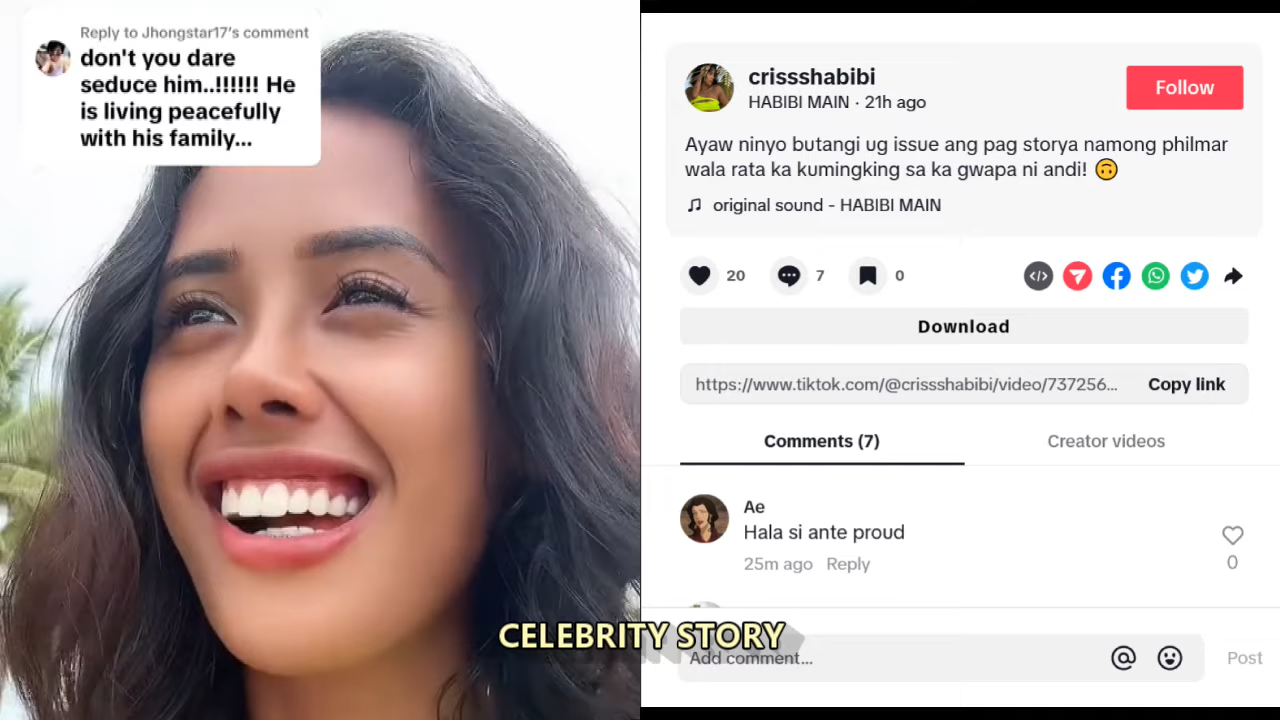 Reply to Jhongstar17's comment
don't you dare
seduce him..!!!!!! He
is living peacefully
with his family...
crissshabibi
HABIBI MAIN · 21h ago
Follow
Ayaw ninyo butangi ug issue ang pag storya namong philmar
wala rata ka kumingking sa ka gwapa ni andi! 🙃
original sound - HABIBI MAIN
20
7
0
Download
https://www.tiktok.com/@crissshabibi/video/737256...
Copy link
Comments (7)
Creator videos
Ae
Hala si ante proud
25m ago
Reply
0
CELEBRITY STORY
Add comment...
Post